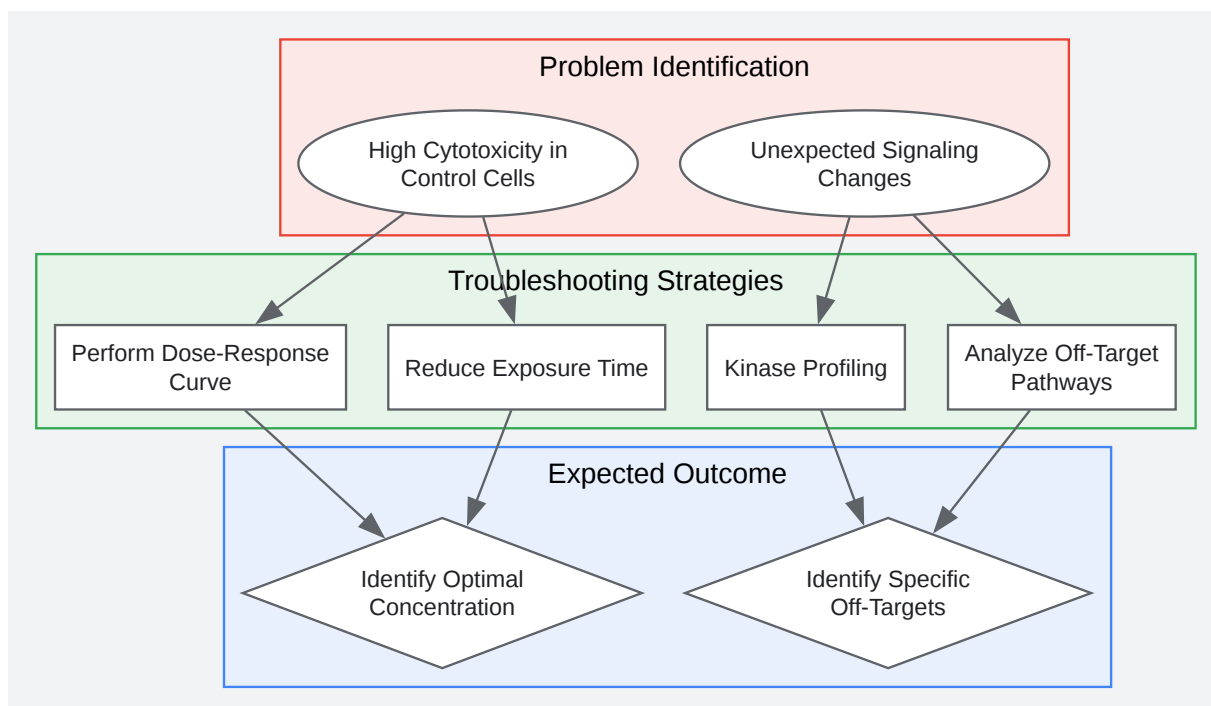 Problem Identification
High Cytotoxicity in
Control Cells
Unexpected Signaling
Changes
Troubleshooting Strategies
Perform Dose-Response
Curve
Reduce Exposure Time
Kinase Profiling
Analyze Off-Target
Pathways
Expected Outcome
Identify Optimal
Concentration
Identify Specific
Off-Targets